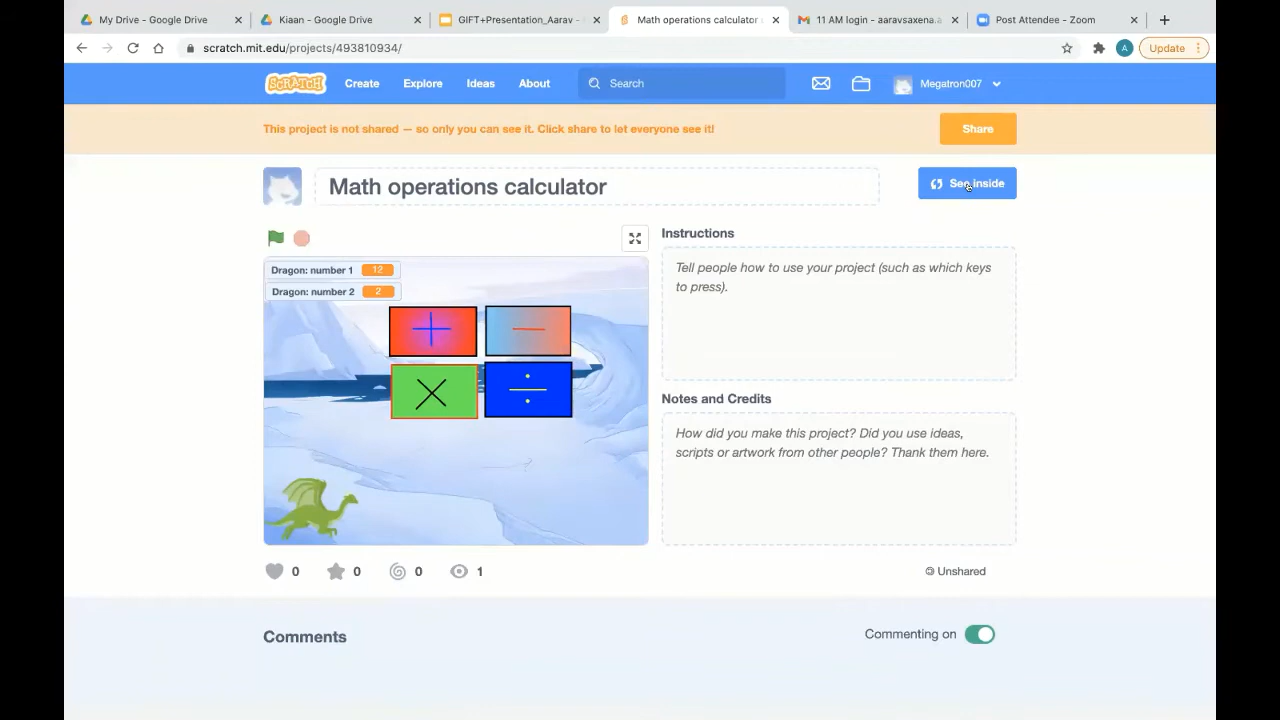 My Drive - Google Drive
Kiaan - Google Drive
GIFT+Presentation_Aarav -
Math operations calculator
11 AM login - aaravsaxena.a
Post Attendee - Zoom
scratch.mit.edu/projects/493810934/
A
Update
SCRATCH
Create
Explore
Ideas
About
Search
Megatron007
This project is not shared — so only you can see it. Click share to let everyone see it!
Share
Math operations calculator
See inside
Instructions
Tell people how to use your project (such as which keys
to press).
Dragon: number 1 12
Dragon: number 2 2
+ −
× ÷
Notes and Credits
How did you make this project? Did you use ideas,
scripts or artwork from other people? Thank them here.
0 0 0 1
Unshared
Comments
Commenting on